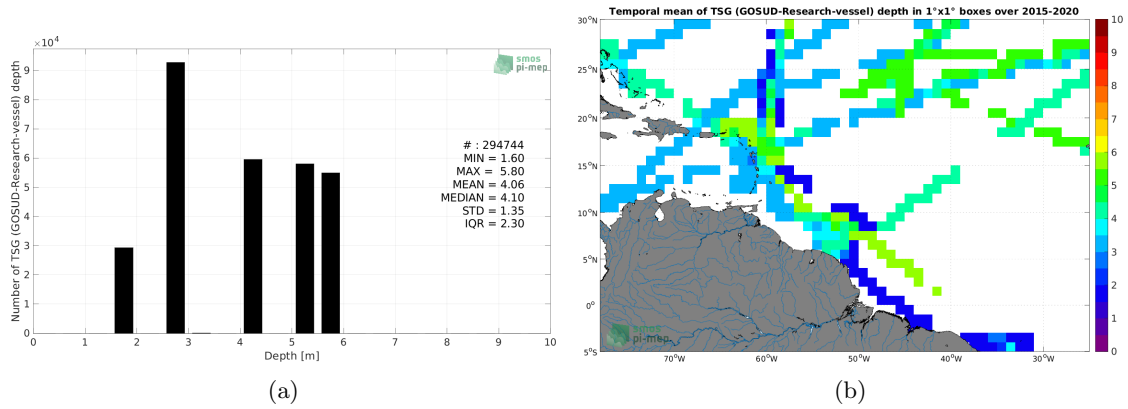 ×10⁴
9
8
7
6
5
4
3
2
1
0
Number of TSG (GOSUD-Research-vessel) depth
smos
pi-mep
# : 294744
MIN = 1.60
MAX = 5.80
MEAN = 4.06
MEDIAN = 4.10
STD = 1.35
IQR = 2.30
0 1 2 3 4 5 6 7 8 9 10
Depth [m]
(a)
Temporal mean of TSG (GOSUD-Research-vessel) depth in 1°x1° boxes over 2015-2020
30°N
25°N
20°N
15°N
10°N
5°N
0°
5°S
smos
pi-mep
70°W 60°W 50°W 40°W 30°W
10
9
8
7
6
5
4
3
2
1
0
(b)